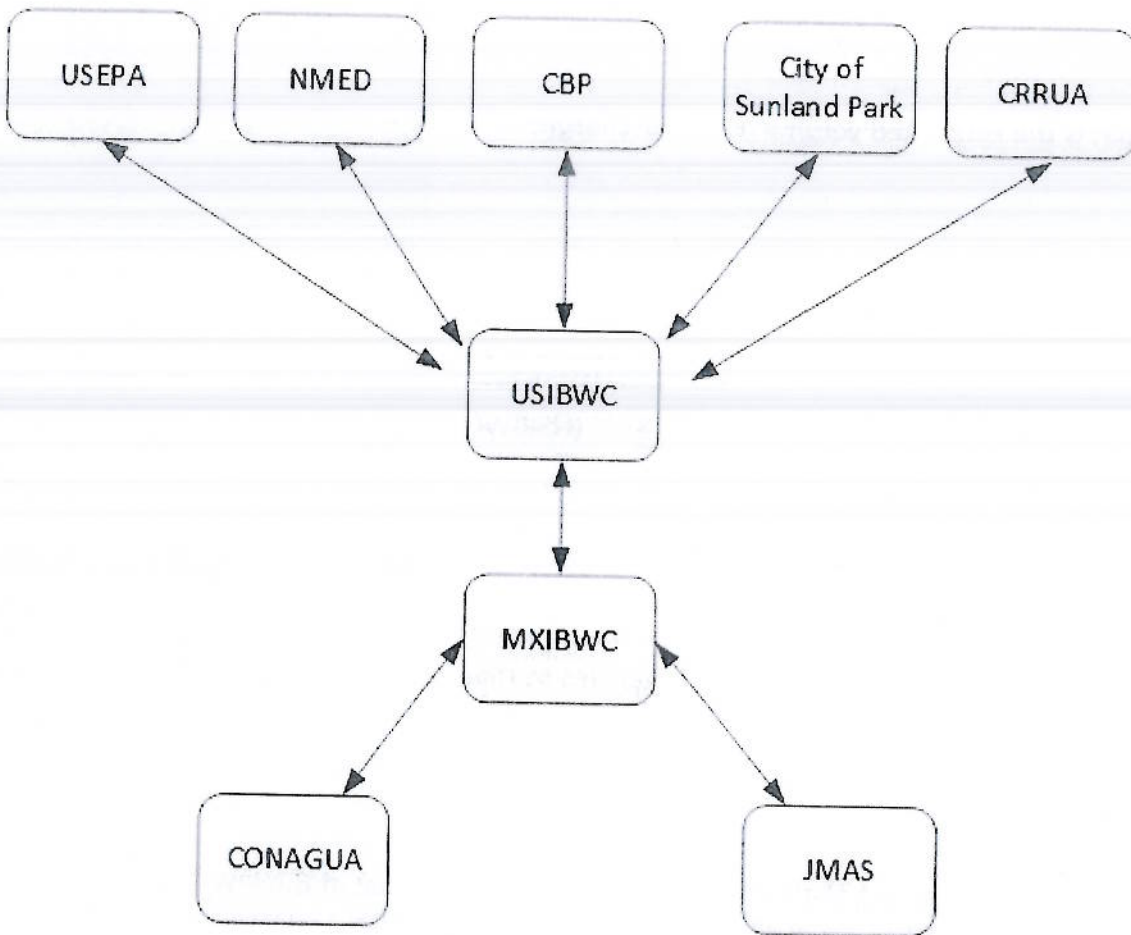 USEPA
NMED
CBP
City of
Sunland Park
CRRUA
USIBWC
MXIBWC
CONAGUA
JMAS